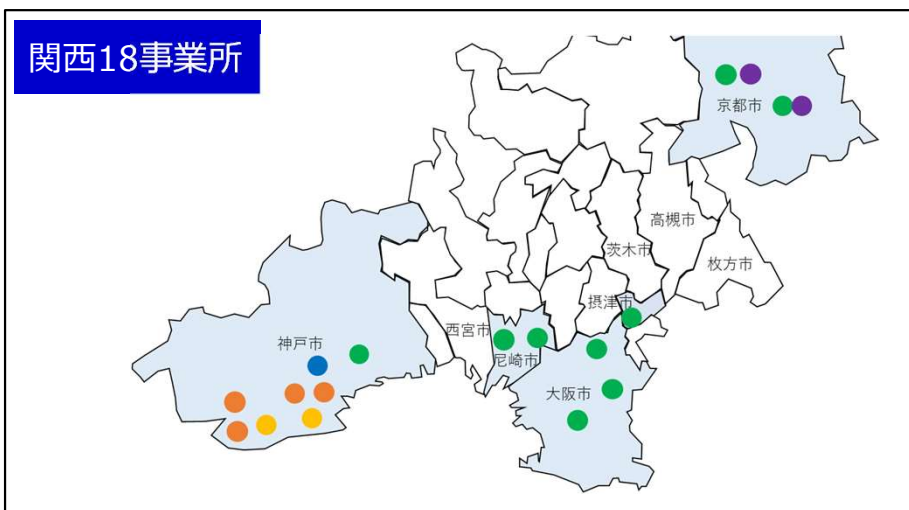 関西18事業所
京都市
高槻市
茨木市
枚方市
摂津市
西宮市
神戸市
尼崎市
大阪市